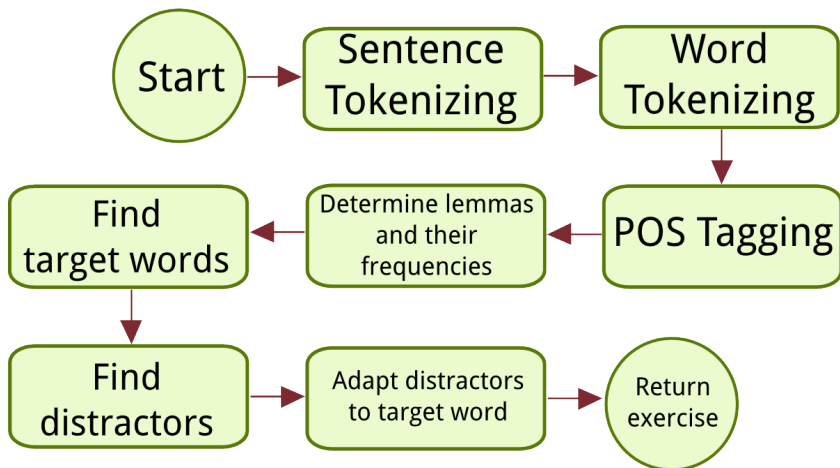 Start
Sentence
Tokenizing
Word
Tokenizing
POS Tagging
Determine lemmas
and their
frequencies
Find
target words
Find
distractors
Adapt distractors
to target word
Return
exercise